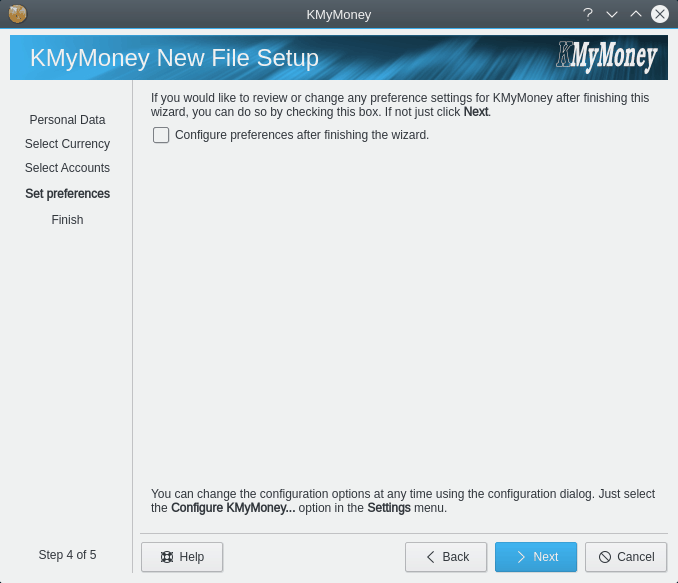 KMyMoney
KMyMoney New File Setup
KMyMoney
Personal Data
Select Currency
Select Accounts
Set preferences
Finish
Step 4 of 5
If you would like to review or change any preference settings for KMyMoney after finishing this
wizard, you can do so by checking this box. If not just click Next.
Configure preferences after finishing the wizard.
You can change the configuration options at any time using the configuration dialog. Just select
the Configure KMyMoney... option in the Settings menu.
Help
Back
Next
Cancel